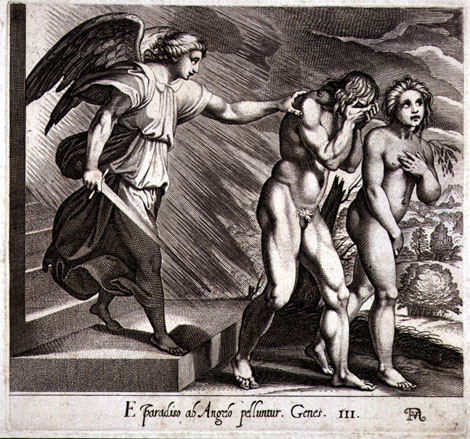 E paradiso ab Angelo pelluntur. Genes. III.